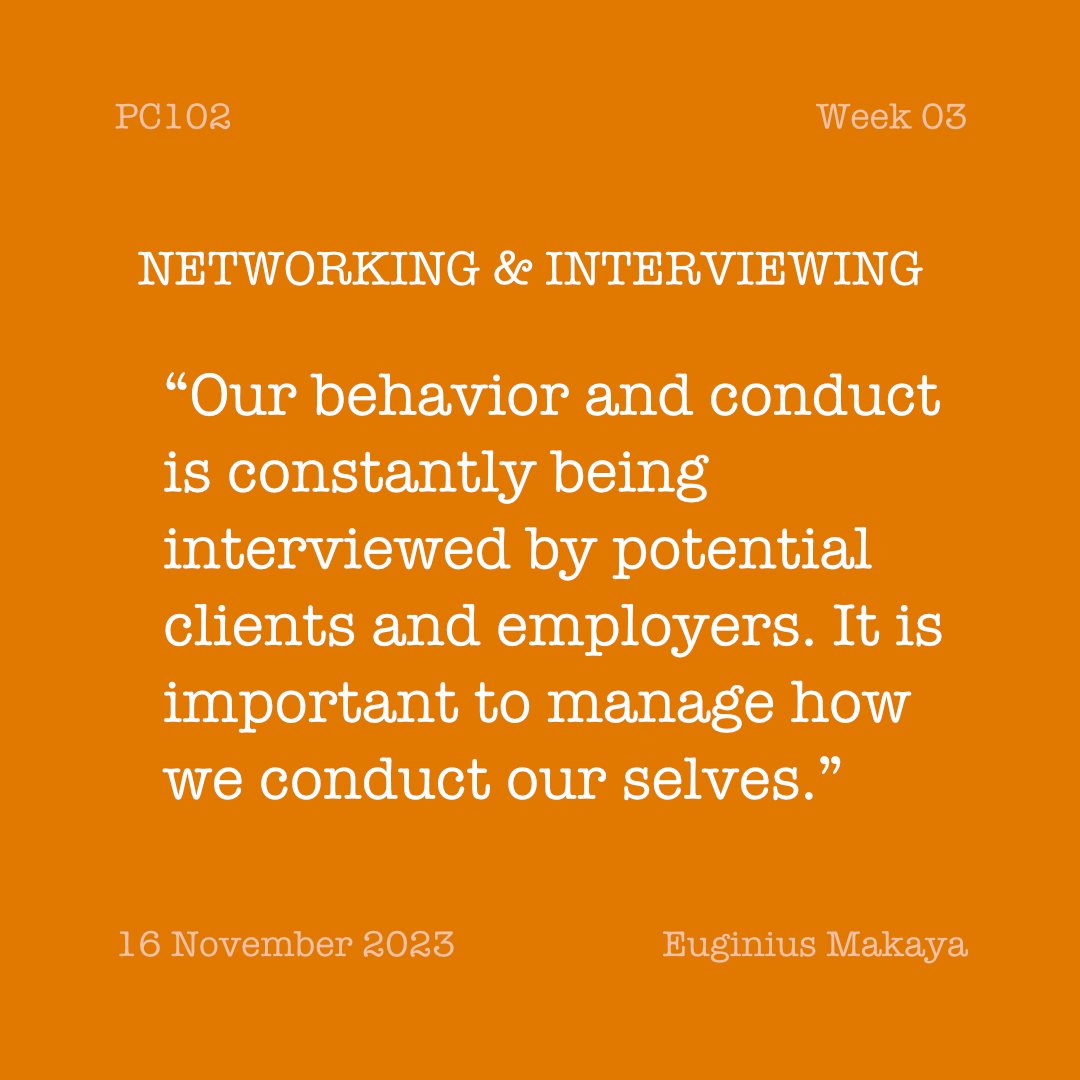 PC102
Week 03
NETWORKING & INTERVIEWING
“Our behavior and conduct
is constantly being
interviewed by potential
clients and employers. It is
important to manage how
we conduct our selves.”
16 November 2023
Euginius Makaya